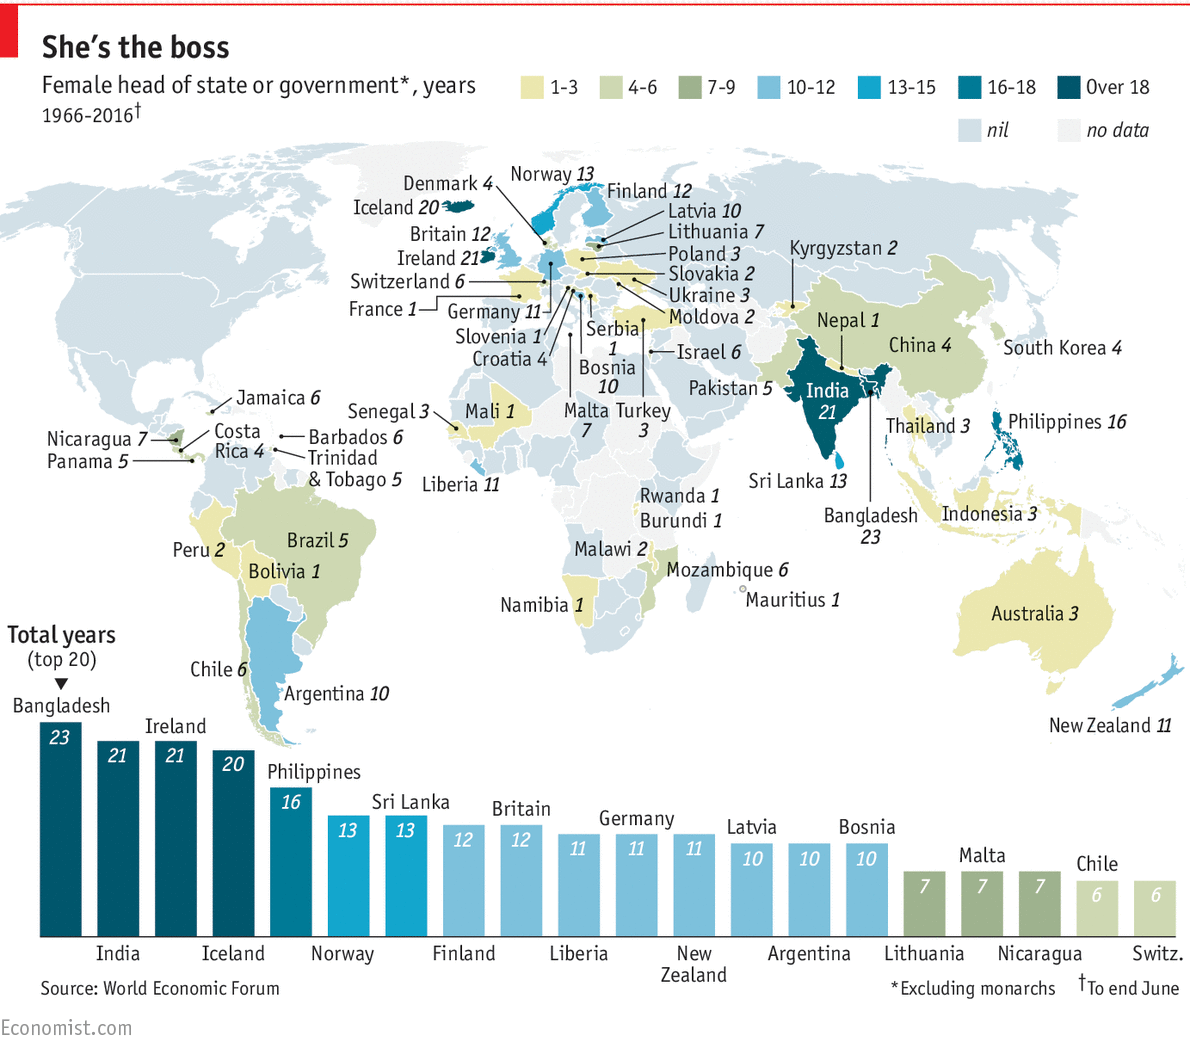 She's the boss
Female head of state or government*, years
1966-2016†
1-3
4-6
7-9
10-12
13-15
16-18
Over 18
nil
no data
Norway 13
Denmark 4
Finland 12
Iceland 20
Latvia 10
Lithuania 7
Britain 12
Ireland 21
Poland 3
Kyrgyzstan 2
Slovakia 2
Switzerland 6
Ukraine 3
France 1
Germany 11
Moldova 2
Nepal 1
Slovenia 1
Serbia
1
Croatia 4
Bosnia
10
Israel 6
China 4
South Korea 4
Pakistan 5
India
21
Jamaica 6
Senegal 3
Mali 1
Malta
7
Turkey
3
Thailand 3
Philippines 16
Nicaragua 7
Costa
Rica 4
Barbados 6
Panama 5
Trinidad
& Tobago 5
Liberia 11
Sri Lanka 13
Rwanda 1
Burundi 1
Bangladesh
23
Indonesia 3
Peru 2
Brazil 5
Malawi 2
Bolivia 1
Mozambique 6
Namibia 1
Mauritius 1
Australia 3
Chile 6
Argentina 10
New Zealand 11
Total years
(top 20)
Bangladesh
Ireland
Philippines
Sri Lanka
Britain
Germany
Latvia
Bosnia
Malta
Chile
23
21
21
20
16
13
13
12
12
11
11
11
10
10
10
7
7
7
6
6
India
Iceland
Norway
Finland
Liberia
New
Zealand
Argentina
Lithuania
Nicaragua
Switz.
Source: World Economic Forum
*Excluding monarchs
†To end June
Economist.com